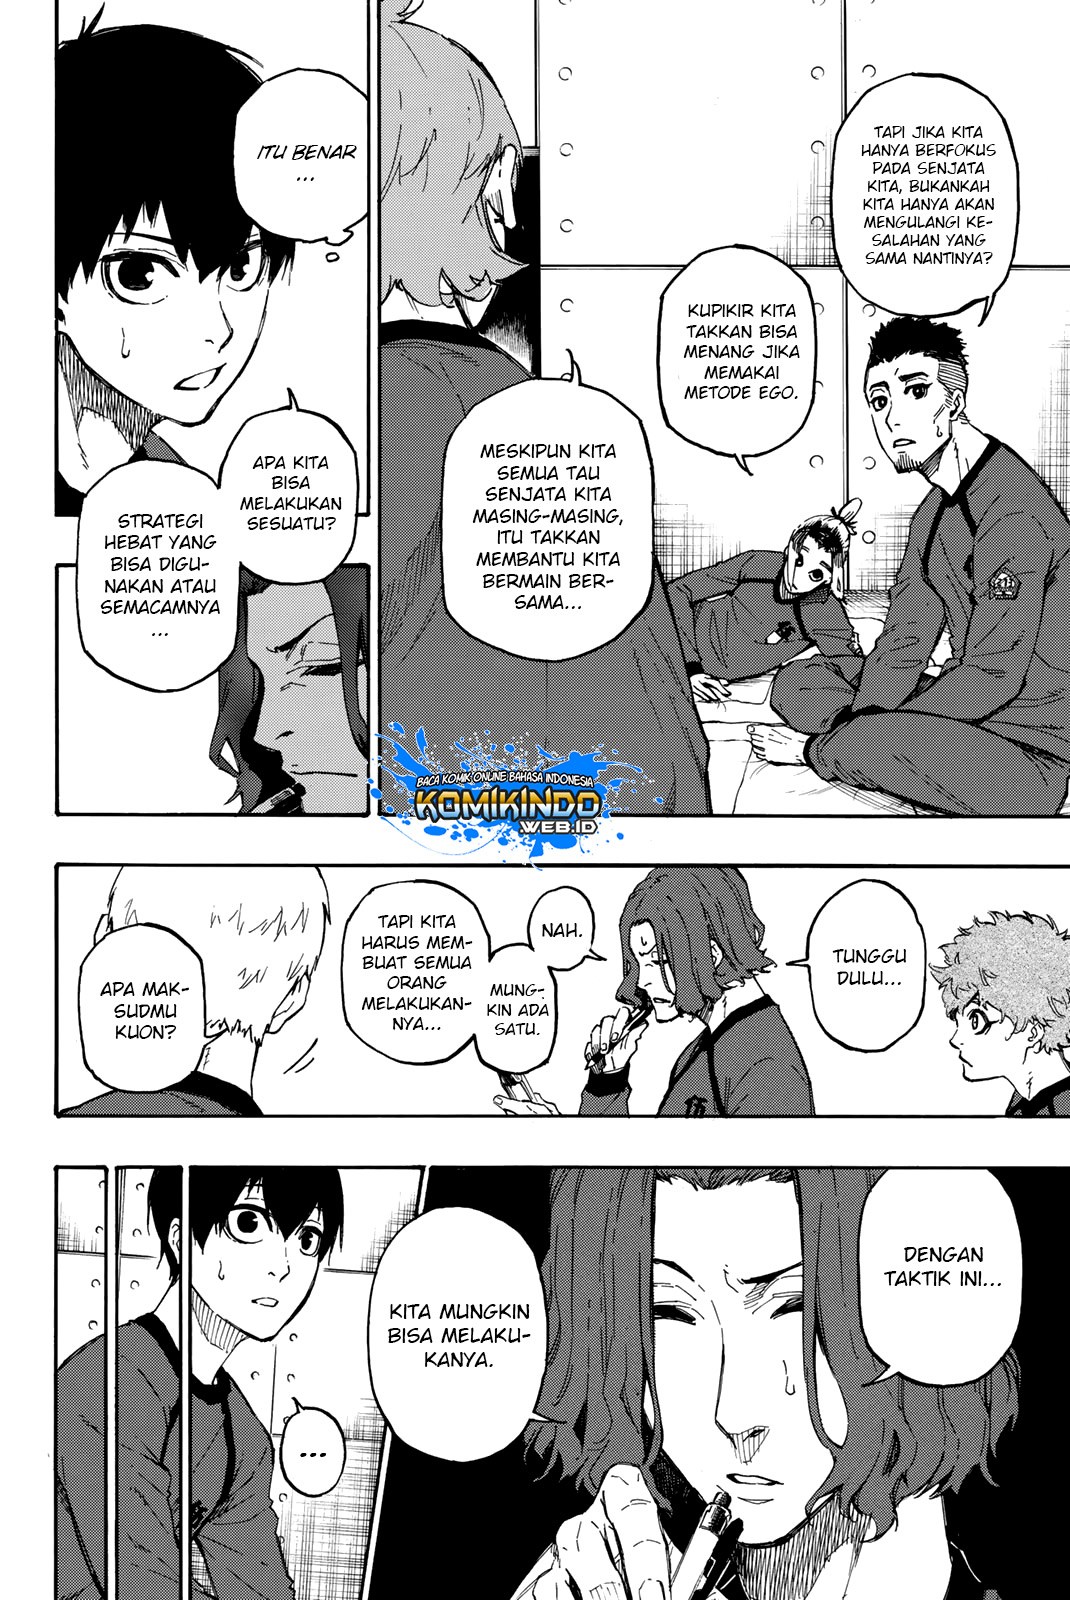 TAPI JIKA KITA
HANYA BERFOKUS
PADA SENJATA
KITA, BUKANKAH
KITA HANYA AKAN
MENGULANGI KE-
SALAHAN YANG
SAMA NANTINYA?
KUPIKIR KITA
TAKKAN BISA
MENANG JIKA
MEMAKAI
METODE EGO.
MESKIPUN KITA
SEMUA TAU
SENJATA KITA
MASING-MASING,
ITU TAKKAN
MEMBANTU KITA
BERMAIN BER-
SAMA...
ITU BENAR
...
APA KITA
BISA
MELAKUKAN
SESUATU?
STRATEGI
HEBAT YANG
BISA DIGU-
NAKAN ATAU
SEMACAMNYA
...
BACA KOMIK ONLINE BAHASA INDONESIA
KOMIKINDO
.WEB.ID
TUNGGU
DULU...
NAH.
MUNG-
KIN ADA
SATU.
TAPI KITA
HARUS MEM-
BUAT SEMUA
ORANG
MELAKUKAN-
NYA...
APA MAK-
SUDMU
KUON?
DENGAN
TAKTIK INI...
KITA MUNGKIN
BISA MELAKU-
KANYA.
...